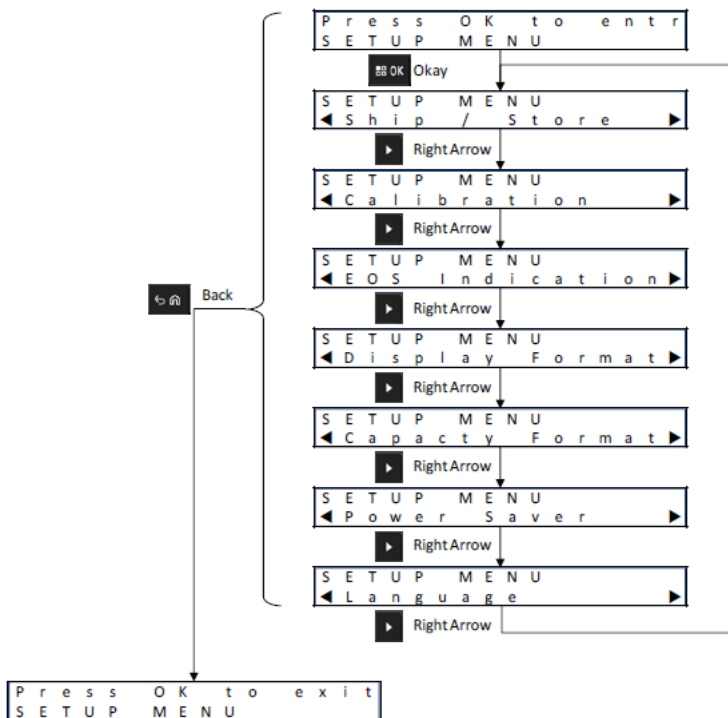 Press OK to entr
SETUP MENU
OK Okay
SETUP MENU
◀Ship / Store ▶
Right Arrow
SETUP MENU
◀Calibration ▶
Right Arrow
SETUP MENU
◀EOS Indication▶
Right Arrow
Back
SETUP MENU
◀Display Format▶
Right Arrow
SETUP MENU
◀Capacty Format▶
Right Arrow
SETUP MENU
◀Power Saver ▶
Right Arrow
SETUP MENU
◀Language ▶
Right Arrow
Press OK to exit
SETUP MENU